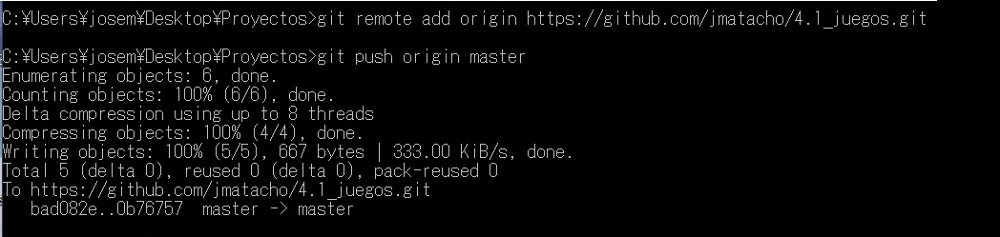 C:¥Users¥josem¥Desktop¥Proyectos>git remote add origin https://github.com/jmatacho/4.1_juegos.git
C:¥Users¥josem¥Desktop¥Proyectos>git push origin master
Enumerating objects: 6, done.
Counting objects: 100% (6/6), done.
Delta compression using up to 8 threads
Compressing objects: 100% (4/4), done.
Writing objects: 100% (5/5), 667 bytes | 333.00 KiB/s, done.
Total 5 (delta 0), reused 0 (delta 0), pack-reused 0
To https://github.com/jmatacho/4.1_juegos.git
bad082e..0b76757  master -> master